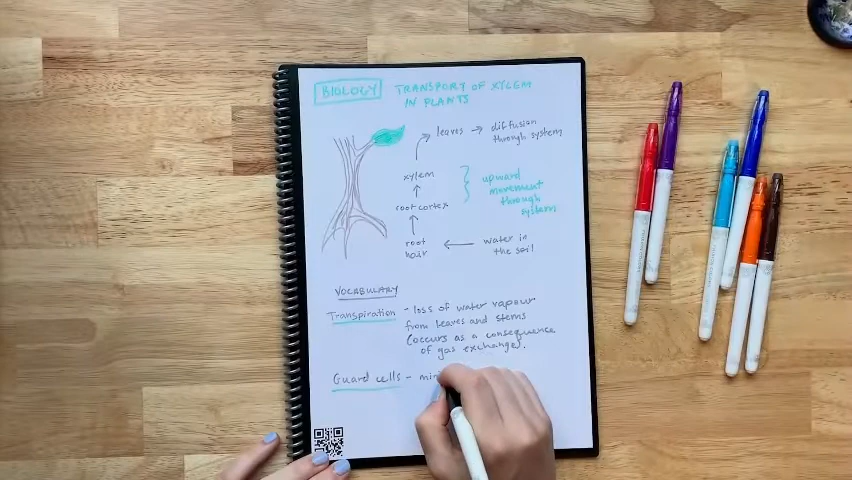 BIOLOGY TRANSPORT OF XYLEM
IN PLANTS
leaves → diffusion
through system
xylem
upward
movement
through
system
root cortex
root
hair
water in
the soil
VOCABULARY
Transpiration - loss of water vapour
from leaves and stems
(occurs as a consequence
of gas exchange).
Guard cells -